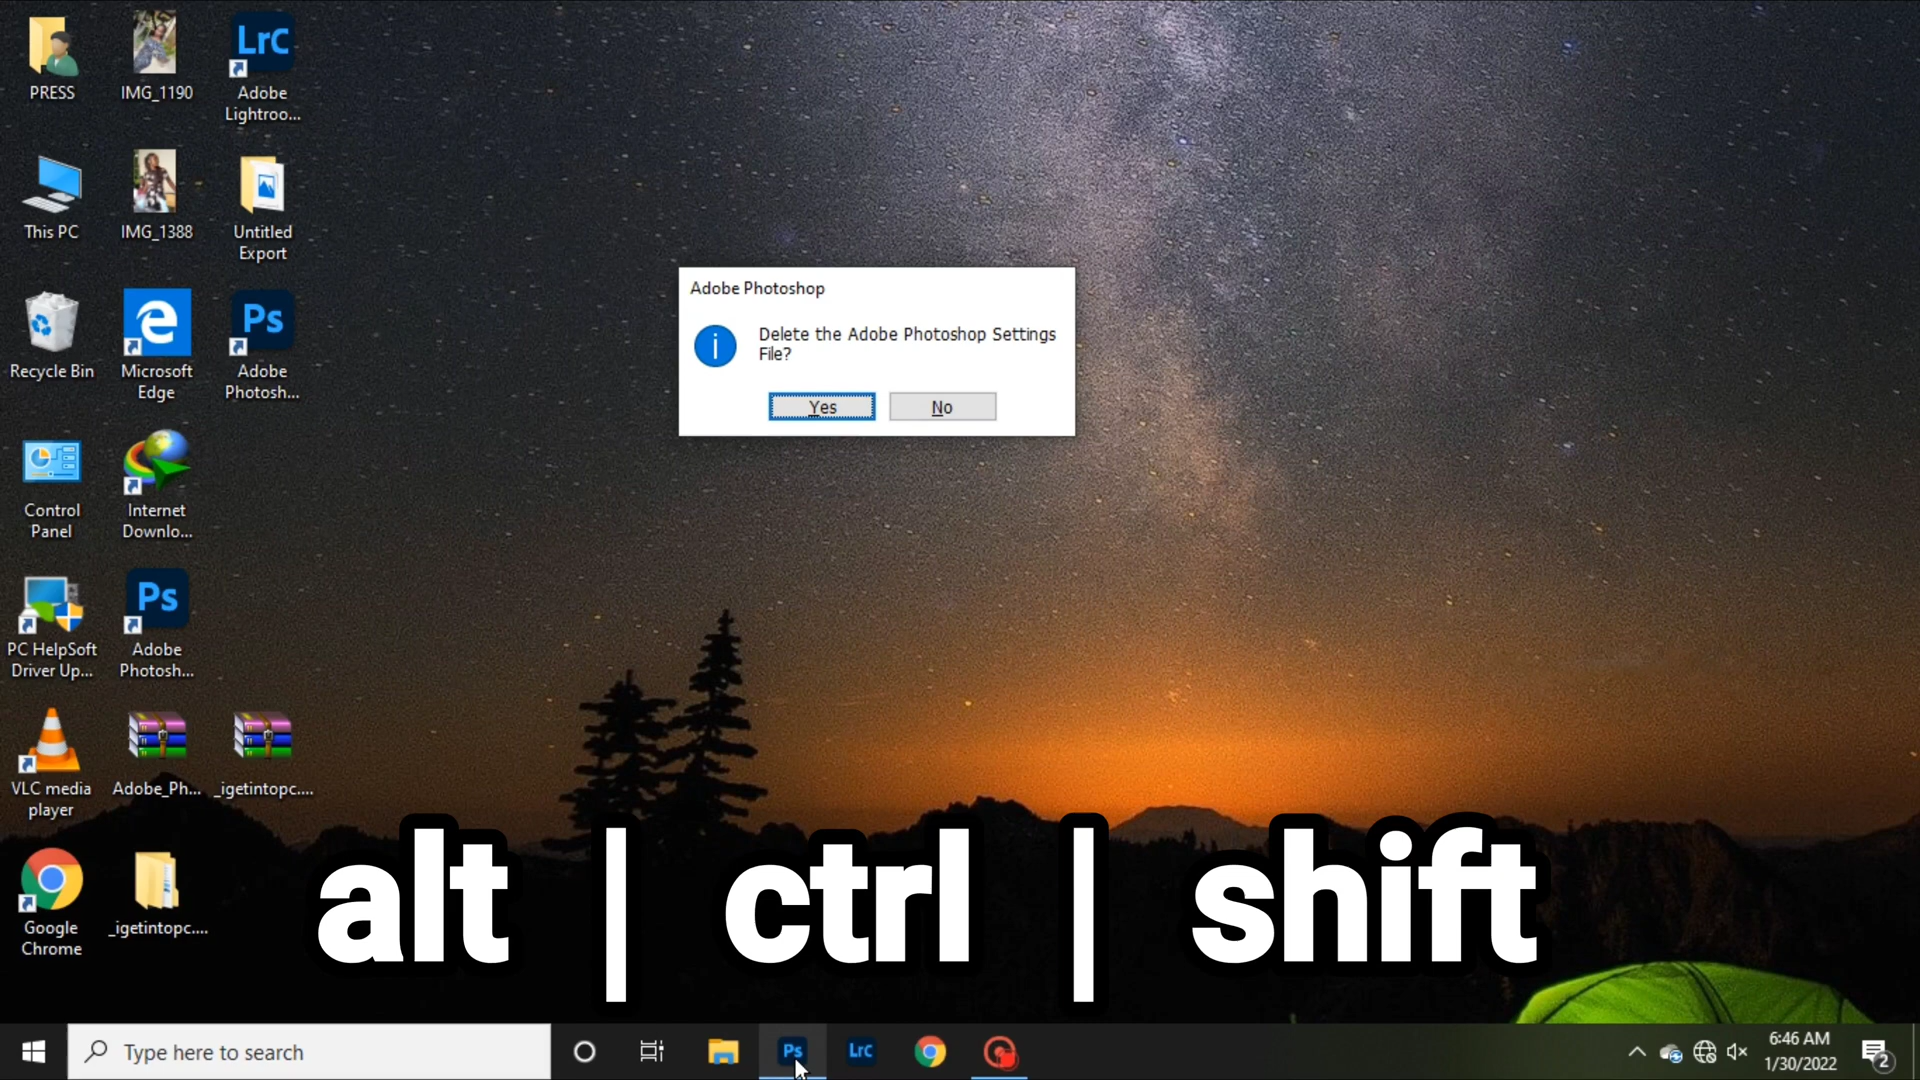 PRESS
IMG_1190
LrC
Adobe
Lightroo...
This PC
IMG_1388
Untitled
Export
Recycle Bin
Microsoft
Edge
Ps
Adobe
Photosh...
Control
Panel
Internet
Downlo...
PC HelpSoft
Driver Up...
Ps
Adobe
Photosh...
VLC media
player
Adobe_Ph...
_igetintopc....
Google
Chrome
_igetintopc....
Adobe Photoshop
Delete the Adobe Photoshop Settings
File?
Yes
No
alt | ctrl | shift
Type here to search
Ps
LrC
6:46 AM
1/30/2022
2